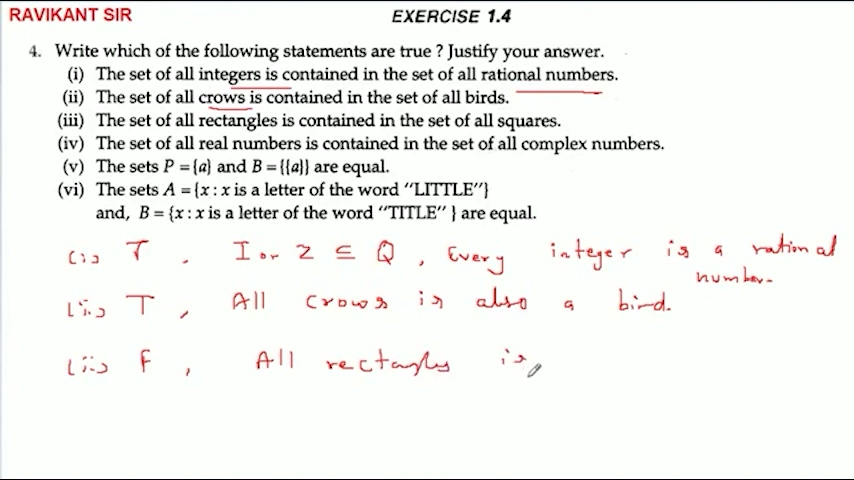 RAVIKANT SIR
EXERCISE 1.4
4. Write which of the following statements are true ? Justify your answer.
(i) The set of all integers is contained in the set of all rational numbers.
(ii) The set of all crows is contained in the set of all birds.
(iii) The set of all rectangles is contained in the set of all squares.
(iv) The set of all real numbers is contained in the set of all complex numbers.
(v) The sets P = {a} and B = {{a}} are equal.
(vi) The sets A = {x : x is a letter of the word "LITTLE"}
and, B = {x : x is a letter of the word "TITLE" } are equal.
(i) T , I or Z ⊆ Q , Every integer is a rational
number.
(ii) T , All crows is also a bird.
(iii) F , All rectagles is